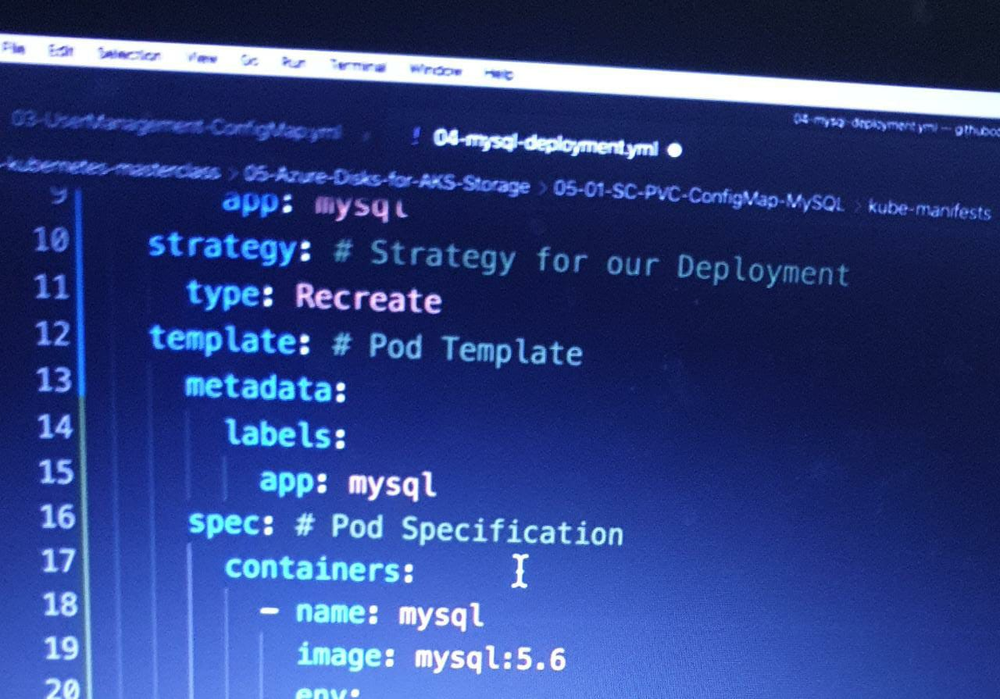 File Edit Selection View Go Run Terminal Window Help
04-mysql-deployment.yml — github
03-UserManagement-ConfigMap.yml ! 04-mysql-deployment.yml ●
-kubernetes-masterclass > 05-Azure-Disks-for-AKS-Storage > 05-01-SC-PVC-ConfigMap-MySQL > kube-manifests
9 app: mysql
10 strategy: # Strategy for our Deployment
11 type: Recreate
12 template: # Pod Template
13 metadata:
14 labels:
15 app: mysql
16 spec: # Pod Specification
17 containers:
18 - name: mysql
19 image: mysql:5.6
20 env: